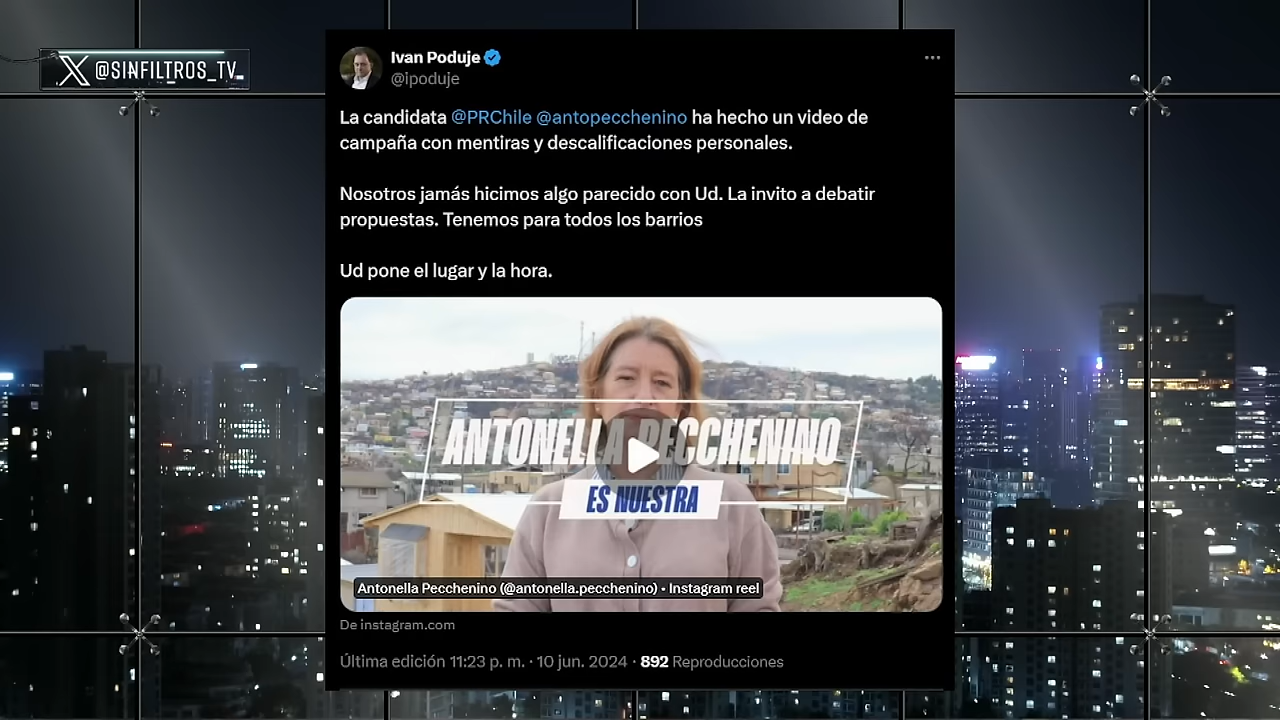 @SINFILTROS_TV_
Ivan Poduje
@ipoduje
La candidata @PRChile @antopecchenino ha hecho un video de
campaña con mentiras y descalificaciones personales.
Nosotros jamás hicimos algo parecido con Ud. La invito a debatir
propuestas. Tenemos para todos los barrios
Ud pone el lugar y la hora.
ANTONELLA PECCHENINO
ES NUESTRA
Antonella Pecchenino (@antonella.pecchenino) • Instagram reel
De instagram.com
Última edición 11:23 p. m. · 10 jun. 2024 · 892 Reproducciones